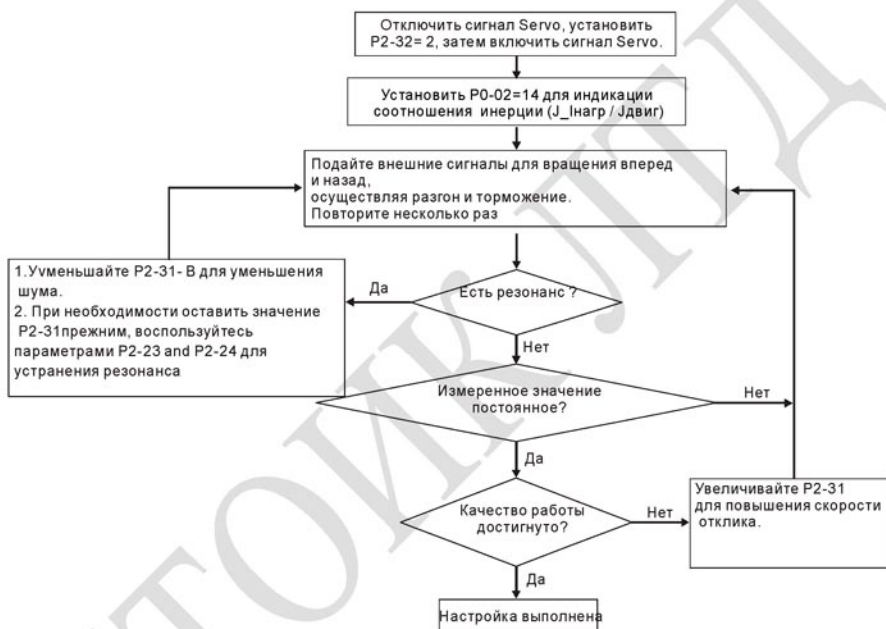 Отключить сигнал Servo, установить
P2-32= 2, затем включить сигнал Servo.
Установить P0-02=14 для индикации
соотношения инерции (J_Iнагр / Jдвиг)
Подайте внешние сигналы для вращения вперед
и назад,
осуществляя разгон и торможение.
Повторите несколько раз
1.Ууменьшайте P2-31- B для уменьшения
шума.
2. При необходимости оставить значение
P2-31прежним, воспользуйтесь
параметрами P2-23 and P2-24 для
устранения резонанса
Да
Есть резонанс ?
Нет
Измеренное значение
постоянное?
Нет
Да
Качество работы
достигнуто?
Нет
Увеличивайте P2-31
для повышения скорости
отклика.
Да
Настройка выполнена
СТОИК ЛТД